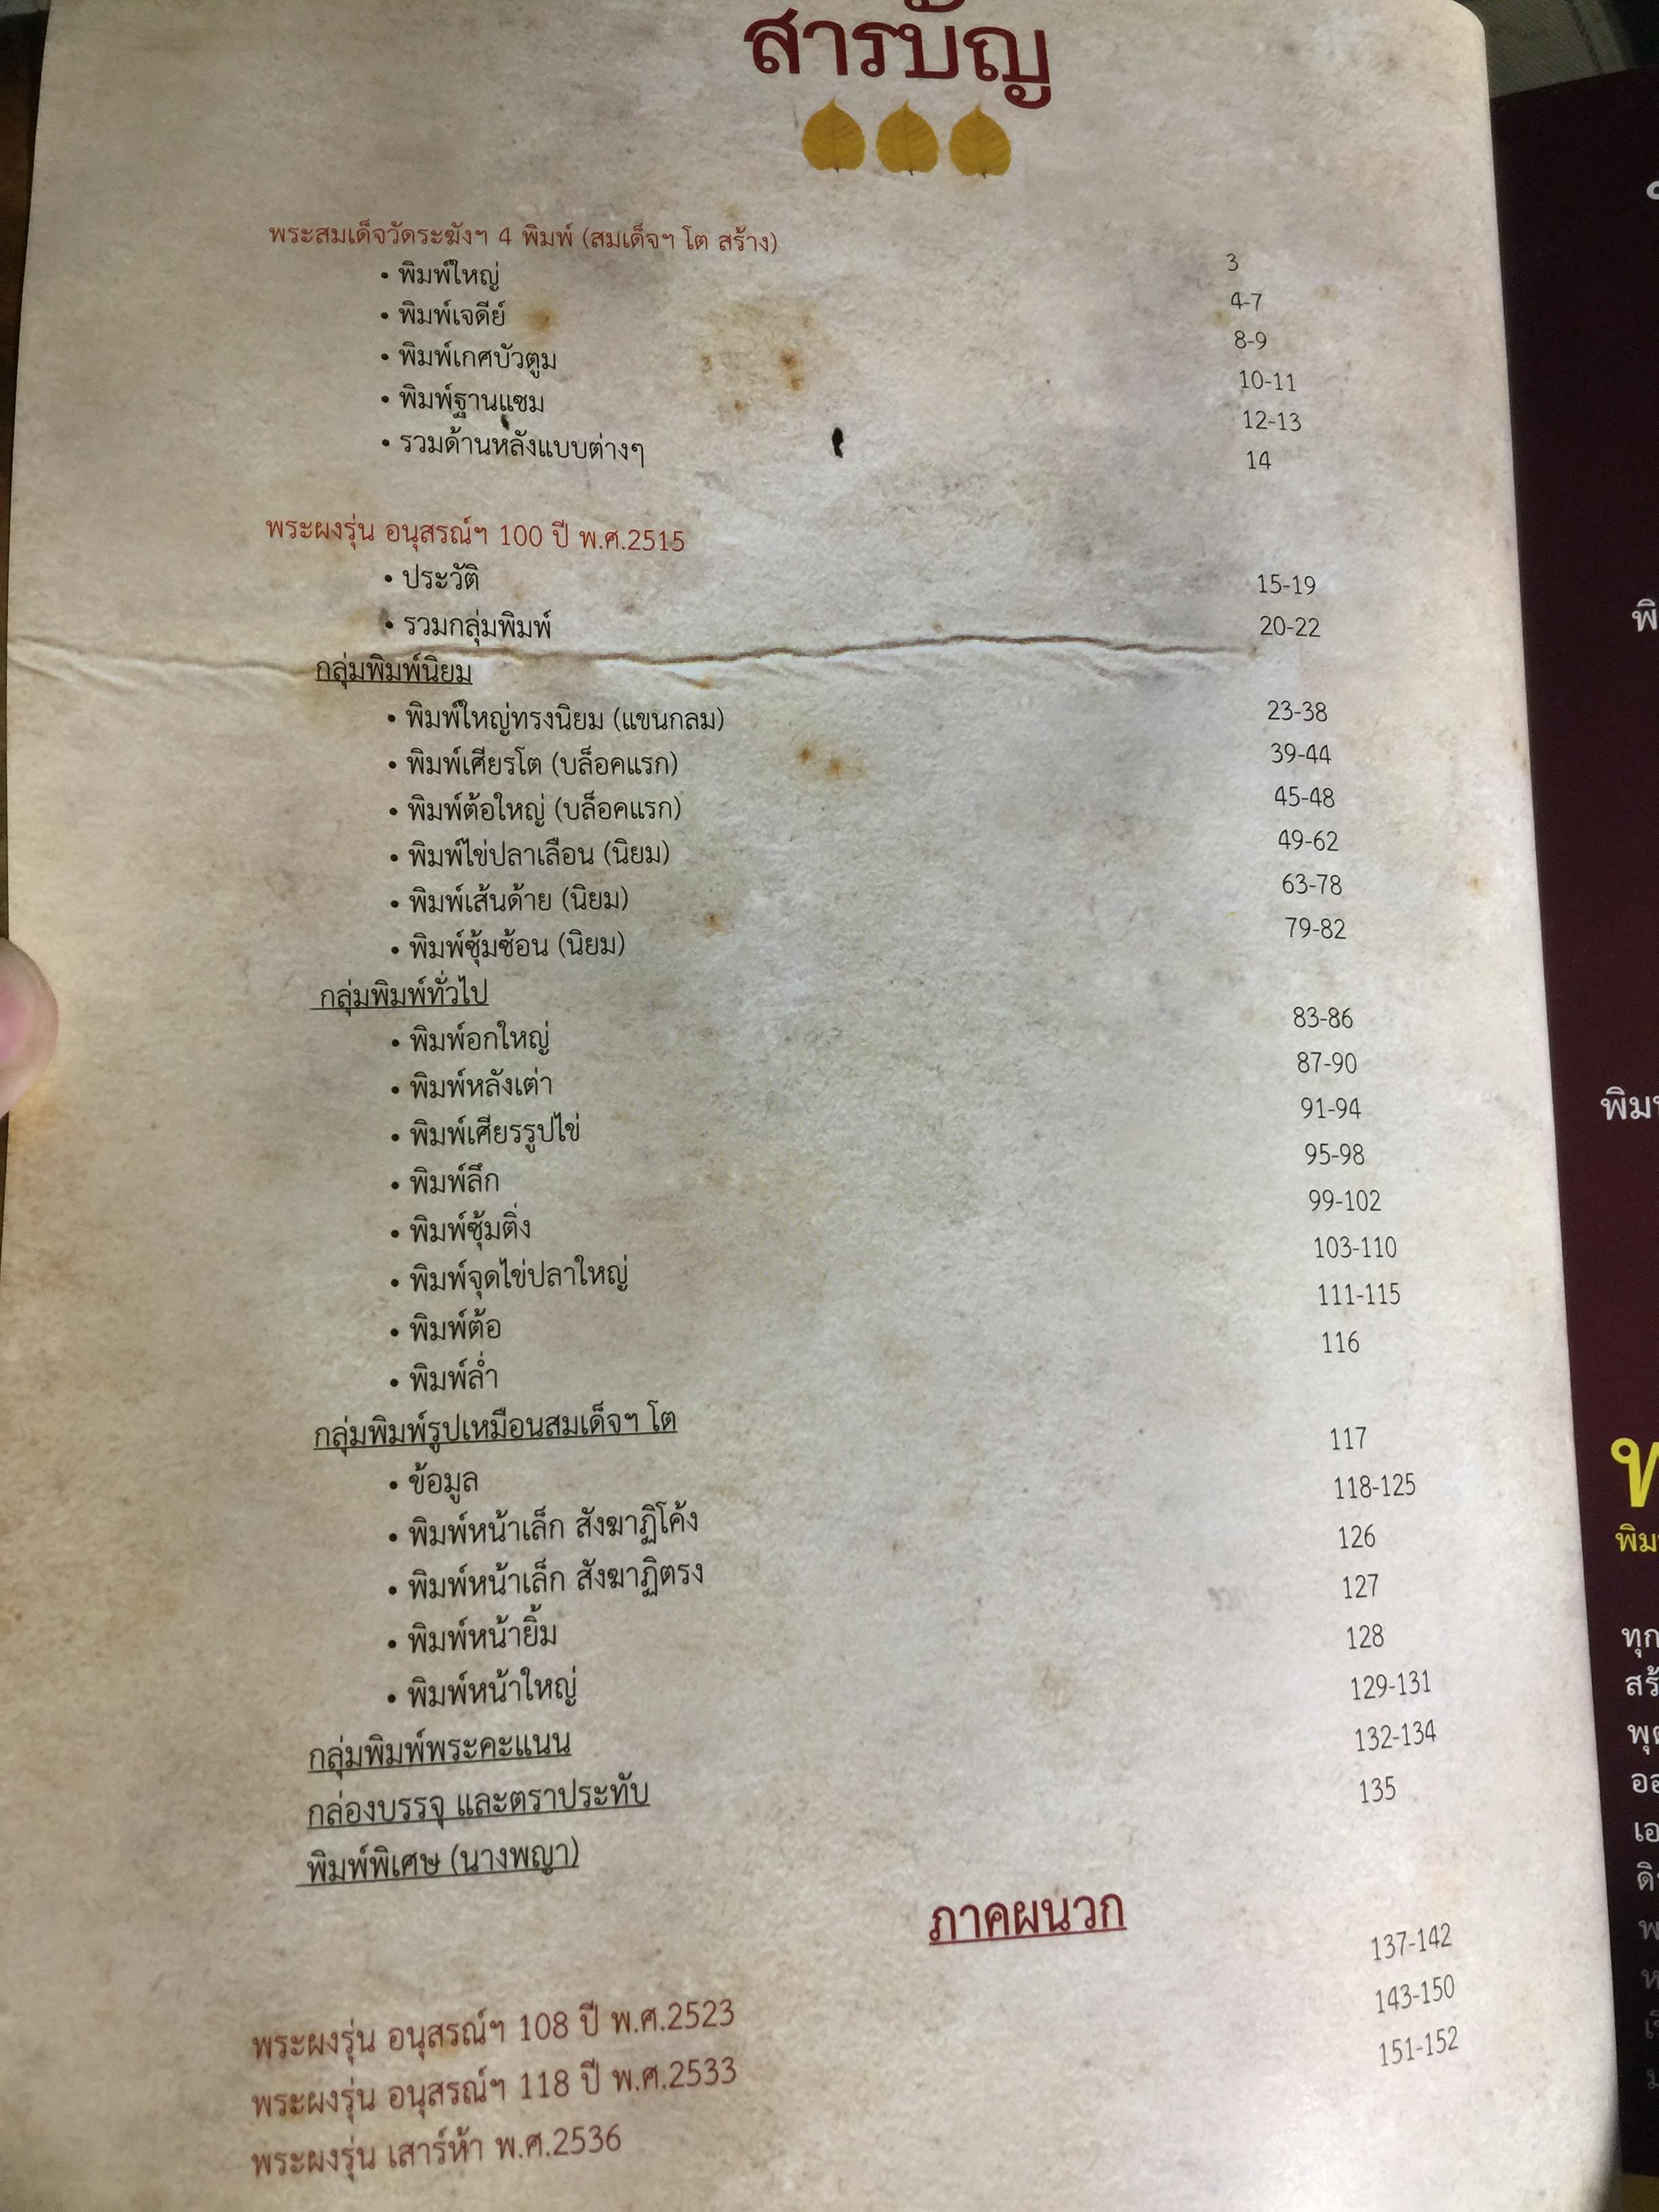 สารบัญ
พระสมเด็จวัดระฆังฯ 4 พิมพ์ (สมเด็จฯ โต สร้าง) 3
• พิมพ์ใหญ่ 4-7
• พิมพ์เจดีย์ 8-9
• พิมพ์เกศบัวตูม 10-11
• พิมพ์ฐานแซม 12-13
• รวมด้านหลังแบบต่างๆ 14
พระผงรุ่น อนุสรณ์ฯ 100 ปี พ.ศ.2515
• ประวัติ 15-19
• รวมกลุ่มพิมพ์ 20-22
กลุ่มพิมพ์นิยม
• พิมพ์ใหญ่ทรงนิยม (แขนกลม) 23-38
• พิมพ์เศียรโต (บล็อคแรก) 39-44
• พิมพ์ต้อใหญ่ (บล็อคแรก) 45-48
• พิมพ์ไข่ปลาเลือน (นิยม) 49-62
• พิมพ์เส้นด้าย (นิยม) 63-78
• พิมพ์ซุ้มซ้อน (นิยม) 79-82
กลุ่มพิมพ์ทั่วไป
• พิมพ์อกใหญ่ 83-86
• พิมพ์หลังเต่า 87-90
• พิมพ์เศียรรูปไข่ 91-94
• พิมพ์ลึก 95-98
• พิมพ์ซุ้มติ่ง 99-102
• พิมพ์จุดไข่ปลาใหญ่ 103-110
• พิมพ์ต้อ 111-115
• พิมพ์ล่ำ 116
กลุ่มพิมพ์รูปเหมือนสมเด็จฯ โต
• ข้อมูล 117
• พิมพ์หน้าเล็ก สังฆาฏิโค้ง 118-125
• พิมพ์หน้าเล็ก สังฆาฏิตรง 126
• พิมพ์หน้ายิ้ม 127
• พิมพ์หน้าใหญ่ 128
กลุ่มพิมพ์พระคะแนน 129-131
กล่องบรรจุ และตราประทับ 132-134
พิมพ์พิเศษ (นางพญา) 135
ภาคผนวก
พระผงรุ่น อนุสรณ์ฯ 108 ปี พ.ศ.2523 137-142
พระผงรุ่น อนุสรณ์ฯ 118 ปี พ.ศ.2533 143-150
พระผงรุ่น เสาร์ห้า พ.ศ.2536 151-152